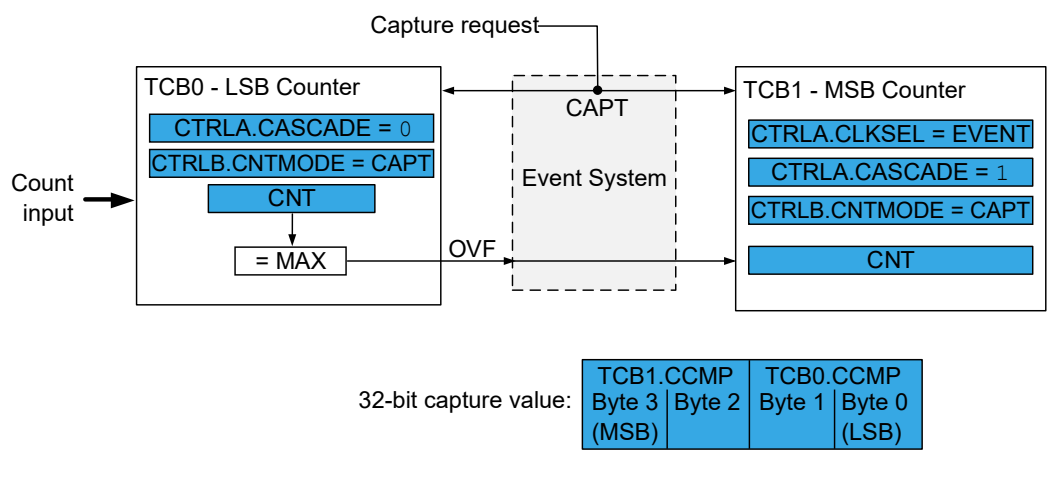 Capture request
TCB0 - LSB Counter
CTRLA.CASCADE = 0
CTRLB.CNTMODE = CAPT
CNT
= MAX
Count
input
OVF
CAPT
Event System
TCB1 - MSB Counter
CTRLA.CLKSEL = EVENT
CTRLA.CASCADE = 1
CTRLB.CNTMODE = CAPT
CNT
32-bit capture value:
TCB1.CCMP TCB0.CCMP
Byte 3 Byte 2 Byte 1 Byte 0
(MSB) (LSB)